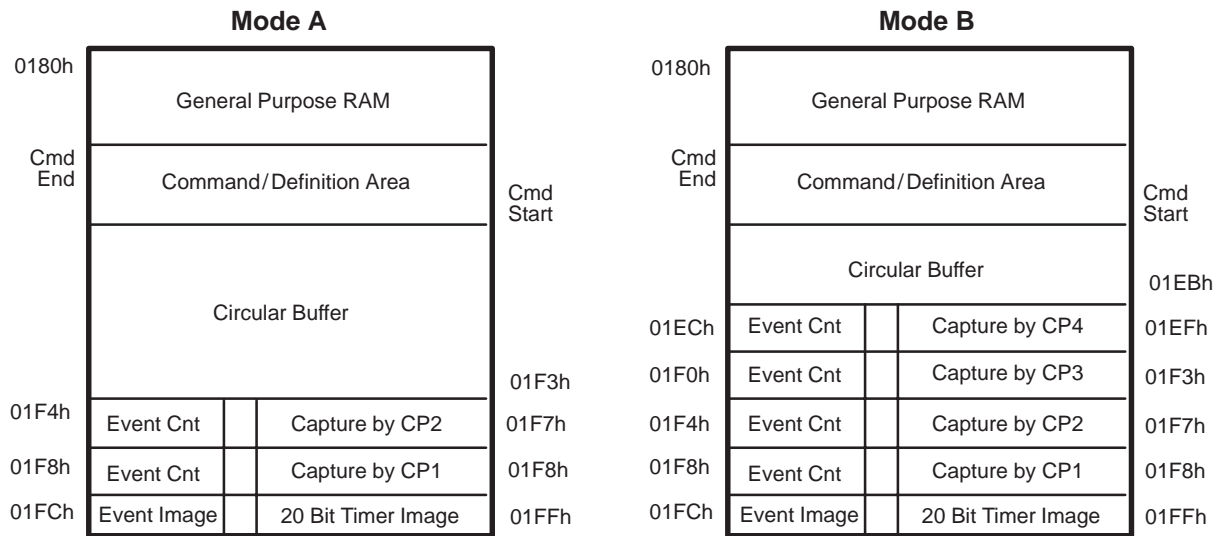 Mode A
0180h
General Purpose RAM
Cmd
End
Command/Definition Area
Cmd
Start
Circular Buffer
01F3h
01F4h
Event Cnt
Capture by CP2
01F7h
01F8h
Event Cnt
Capture by CP1
01F8h
01FCh
Event Image
20 Bit Timer Image
01FFh
Mode B
0180h
General Purpose RAM
Cmd
End
Command/Definition Area
Cmd
Start
Circular Buffer
01EBh
01ECh
Event Cnt
Capture by CP4
01EFh
01F0h
Event Cnt
Capture by CP3
01F3h
01F4h
Event Cnt
Capture by CP2
01F7h
01F8h
Event Cnt
Capture by CP1
01F8h
01FCh
Event Image
20 Bit Timer Image
01FFh